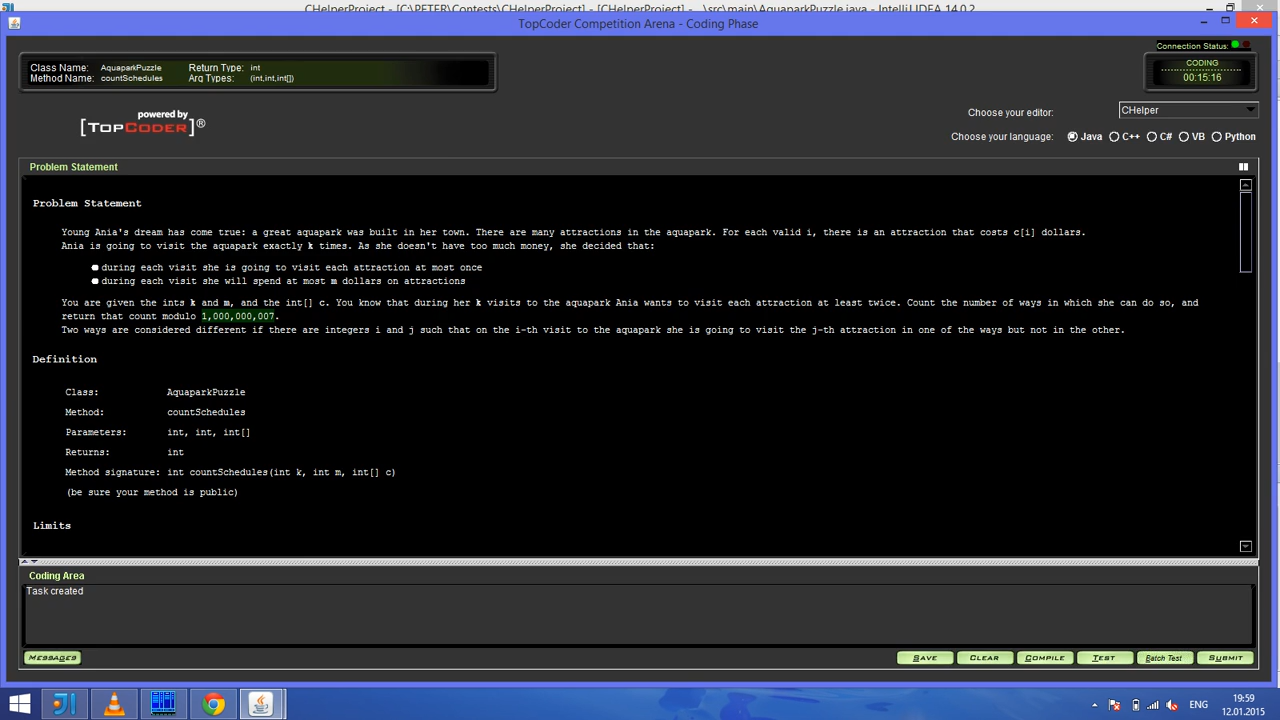 CHelperProject - [C:\PETER\Contests\CHelperProject] - [CHelperProject] - ...\src\main\AquaparkPuzzle.java - IntelliJ IDEA 14.0.2
TopCoder Competition Arena - Coding Phase
Connection Status:
Class Name: AquaparkPuzzle Return Type: int
Method Name: countSchedules Arg Types: (int,int,int[])
CODING
00:15:16
powered by
[TOPCODER]®
Choose your editor: CHelper
Choose your language: Java C++ C# VB Python
Problem Statement
Problem Statement
Young Ania's dream has come true: a great aquapark was built in her town. There are many attractions in the aquapark. For each valid i, there is an attraction that costs c[i] dollars.
Ania is going to visit the aquapark exactly k times. As she doesn't have too much money, she decided that:
during each visit she is going to visit each attraction at most once
during each visit she will spend at most m dollars on attractions
You are given the ints k and m, and the int[] c. You know that during her k visits to the aquapark Ania wants to visit each attraction at least twice. Count the number of ways in which she can do so, and
return that count modulo 1,000,000,007.
Two ways are considered different if there are integers i and j such that on the i-th visit to the aquapark she is going to visit the j-th attraction in one of the ways but not in the other.
Definition
Class: AquaparkPuzzle
Method: countSchedules
Parameters: int, int, int[]
Returns: int
Method signature: int countSchedules(int k, int m, int[] c)
(be sure your method is public)
Limits
Coding Area
Task created
MESSAGES
SAVE CLEAR COMPILE TEST Batch Test SUBMIT
ENG
19:59
12.01.2015